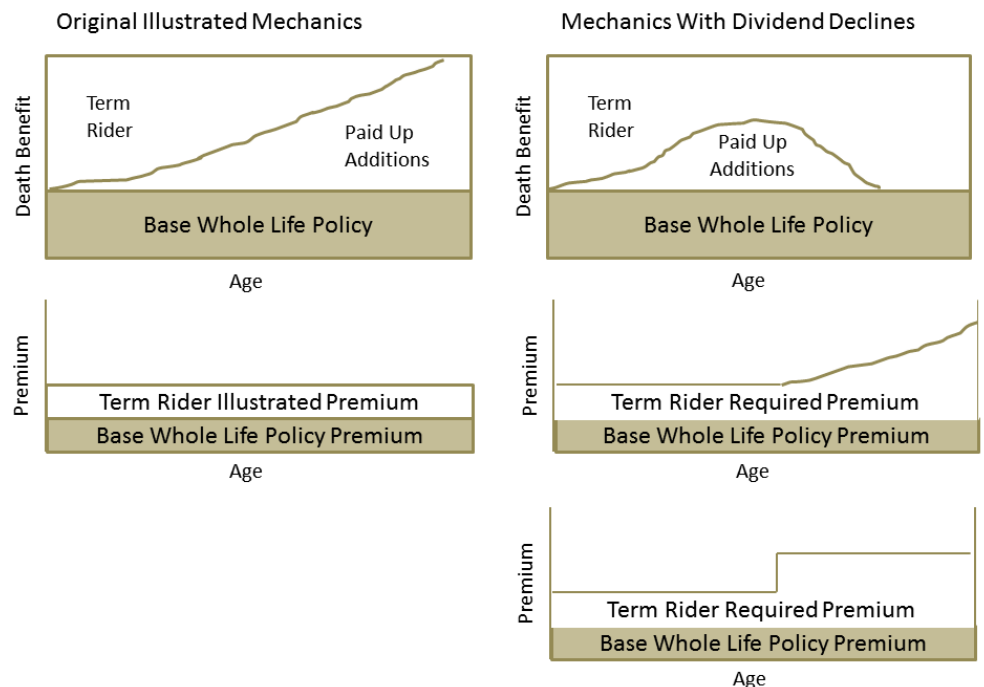 Original Illustrated Mechanics
Death Benefit
Term
Rider
Paid Up
Additions
Base Whole Life Policy
Age
Premium
Term Rider Illustrated Premium
Base Whole Life Policy Premium
Age
Mechanics With Dividend Declines
Death Benefit
Term
Rider
Paid Up
Additions
Base Whole Life Policy
Age
Premium
Term Rider Required Premium
Base Whole Life Policy Premium
Age
Premium
Term Rider Required Premium
Base Whole Life Policy Premium
Age